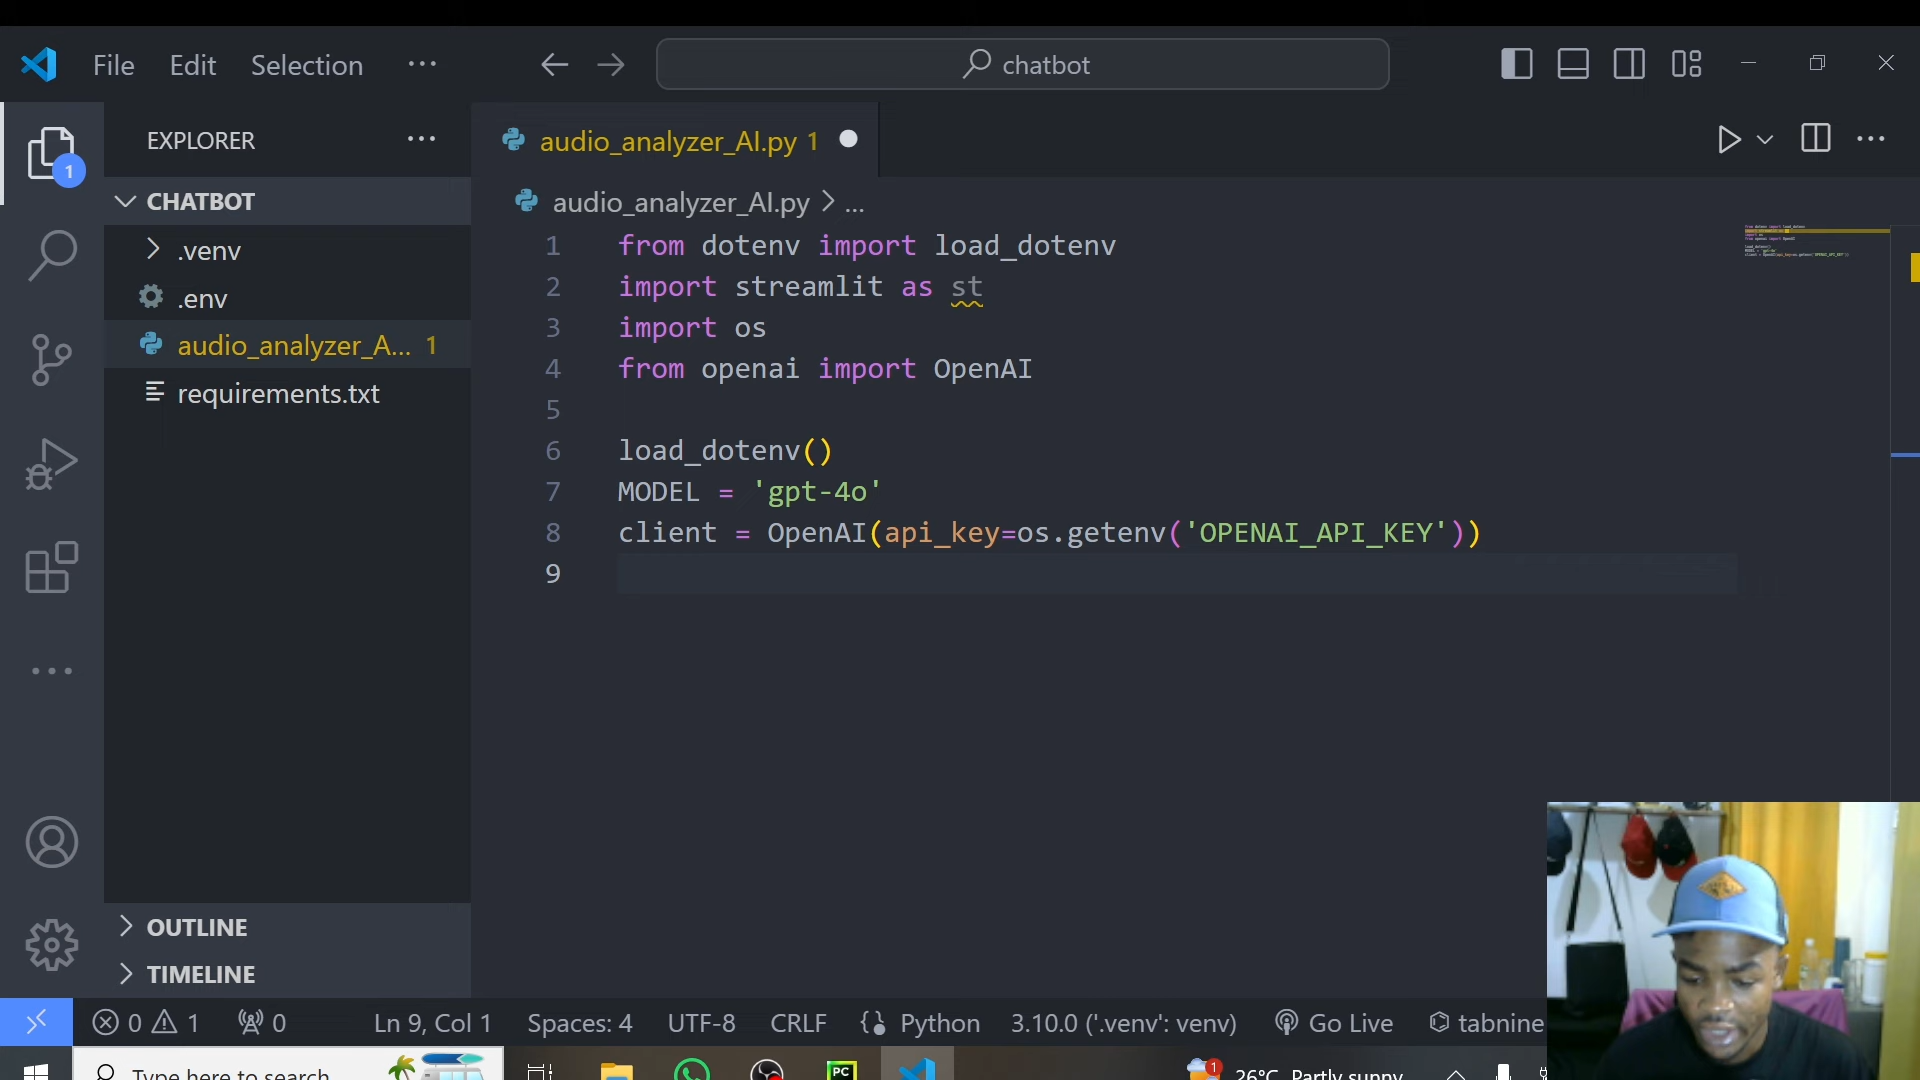 File Edit Selection ··· chatbot
EXPLORER ···
audio_analyzer_AI.py 1
1
CHATBOT
audio_analyzer_AI.py > ...
.venv
.env
audio_analyzer_A... 1
requirements.txt
1 from dotenv import load_dotenv
2 import streamlit as st
3 import os
4 from openai import OpenAI
5
6 load_dotenv()
7 MODEL = 'gpt-4o'
8 client = OpenAI(api_key=os.getenv('OPENAI_API_KEY'))
9
OUTLINE
TIMELINE
0 1 0 Ln 9, Col 1 Spaces: 4 UTF-8 CRLF Python 3.10.0 ('.venv': venv) Go Live tabnine
Type here to search PC 1 26°C Partly sunny